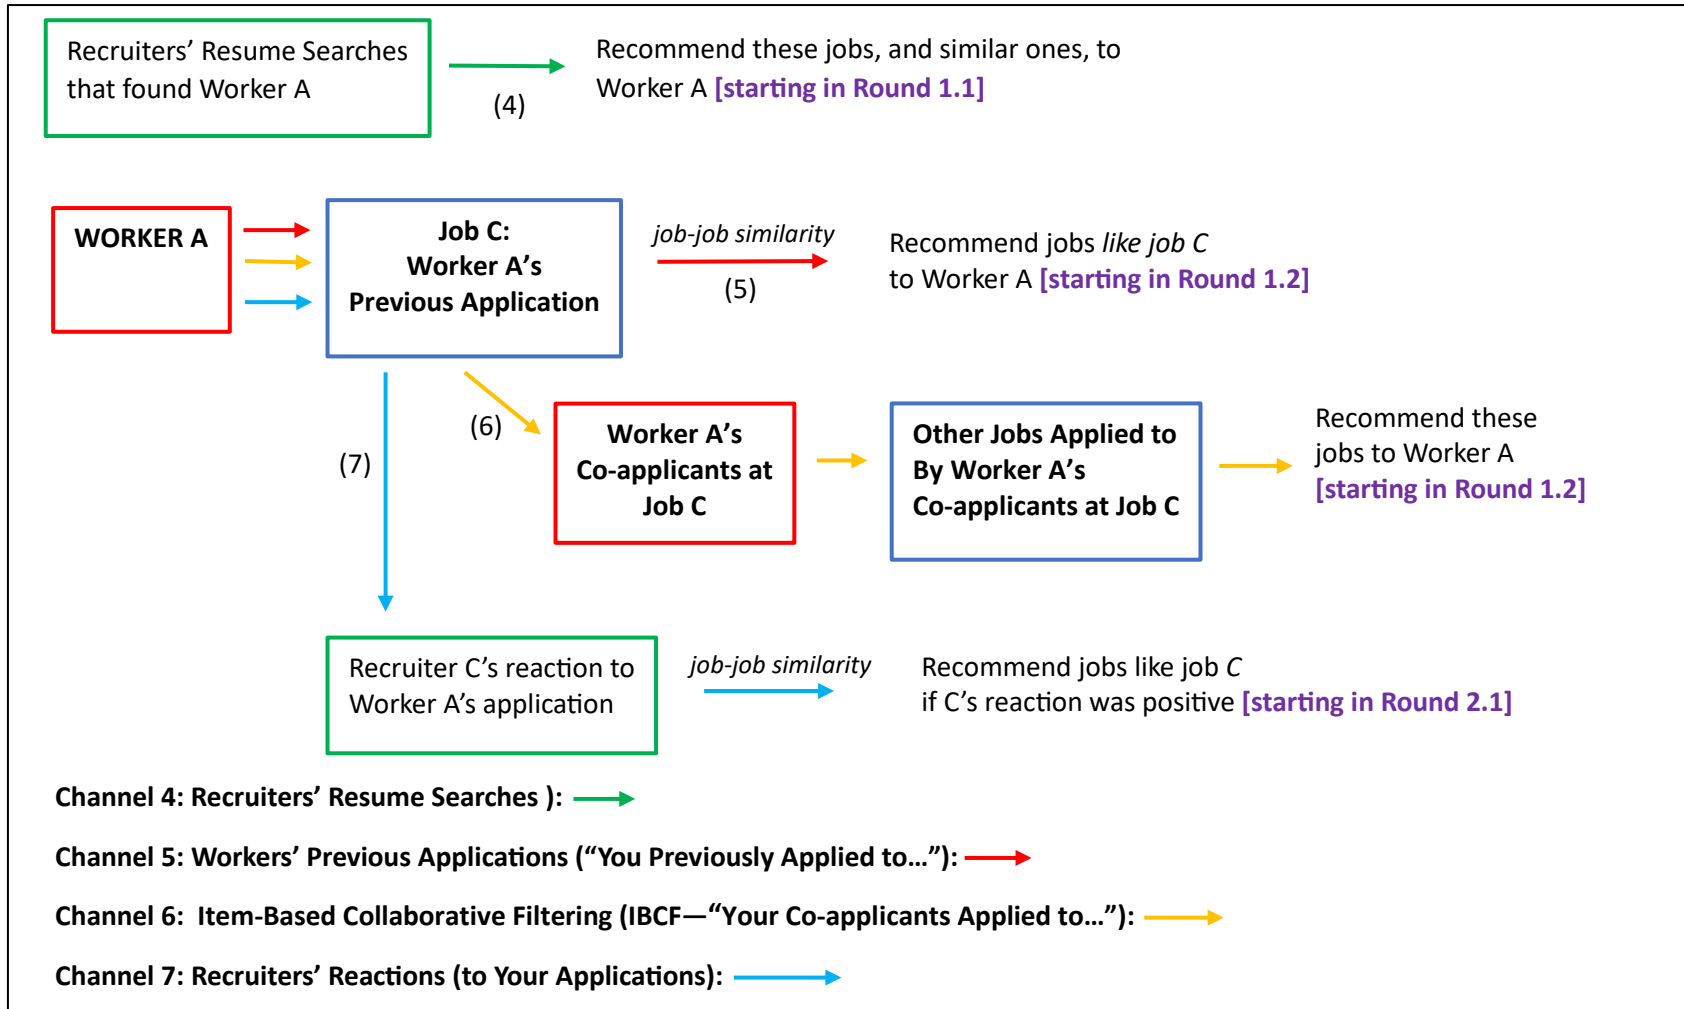 Recruiters’ Resume Searches
that found Worker A
(4)
Recommend these jobs, and similar ones, to
Worker A [starting in Round 1.1]
WORKER A
Job C:
Worker A’s
Previous Application
job-job similarity
(5)
Recommend jobs like job C
to Worker A [starting in Round 1.2]
(6)
(7)
Worker A’s
Co-applicants at
Job C
Other Jobs Applied to
By Worker A’s
Co-applicants at Job C
Recommend these
jobs to Worker A
[starting in Round 1.2]
Recruiter C’s reaction to
Worker A’s application
job-job similarity
Recommend jobs like job C
if C’s reaction was positive [starting in Round 2.1]
Channel 4: Recruiters’ Resume Searches ):
Channel 5: Workers’ Previous Applications (“You Previously Applied to…”):
Channel 6:  Item-Based Collaborative Filtering (IBCF—“Your Co-applicants Applied to…”):
Channel 7: Recruiters’ Reactions (to Your Applications):